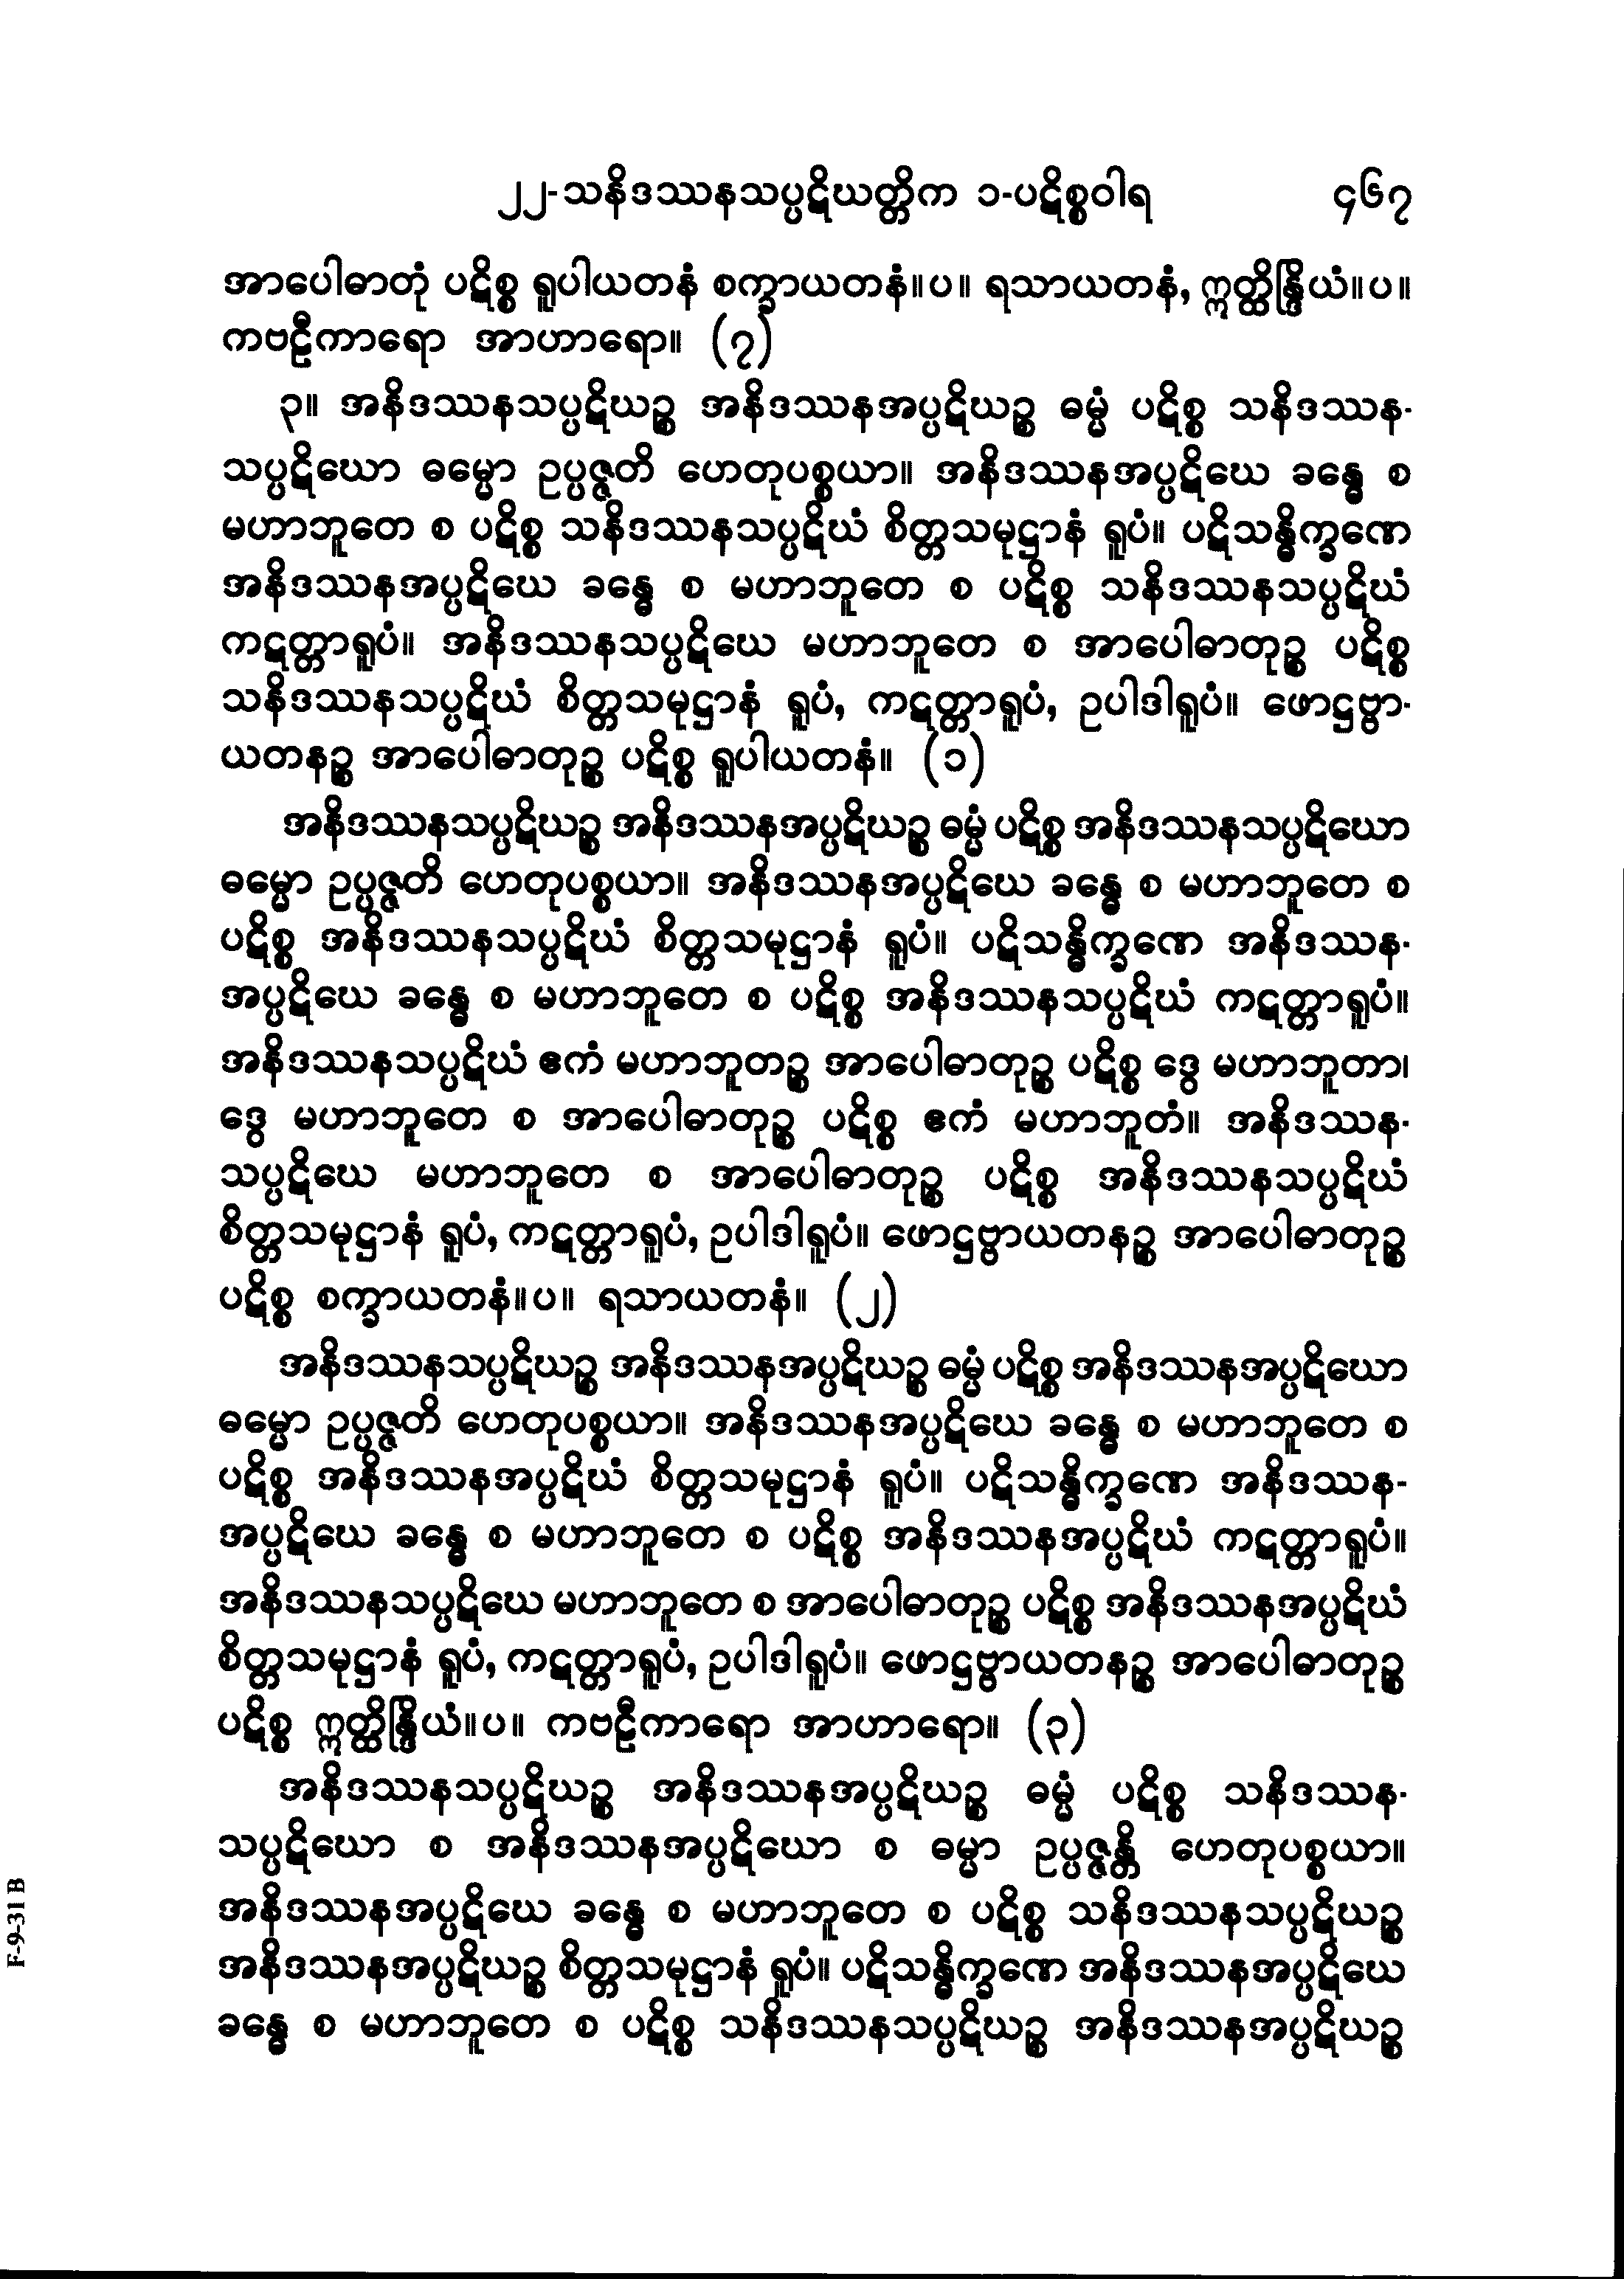 ၂၂-သနိဒဿနသပ္ပဋိဃတ္တိက ၁-ပဋိစ္စဝါရ ၄၆၇
အာပေါဓာတုံ ပဋိစ္စ ရူပါယတနံ စက္ခာယတနံ။ပ။ ရသာယတနံ, ဣတ္ထိန္ဒြိယံ။ပ။
ကဗဠီကာရော အာဟာရော။ (၇)
၃။ အနိဒဿနသပ္ပဋိဃဉ္စ အနိဒဿနအပ္ပဋိဃဉ္စ ဓမ္မံ ပဋိစ္စ သနိဒဿန-
သပ္ပဋိဃော ဓမ္မော ဥပ္ပဇ္ဇတိ ဟေတုပစ္စယာ။ အနိဒဿနအပ္ပဋိဃေ ခန္ဓေ စ
မဟာဘူတေ စ ပဋိစ္စ သနိဒဿနသပ္ပဋိဃံ စိတ္တသမုဋ္ဌာနံ ရူပံ။ ပဋိသန္ဓိက္ခဏေ
အနိဒဿနအပ္ပဋိဃေ ခန္ဓေ စ မဟာဘူတေ စ ပဋိစ္စ သနိဒဿနသပ္ပဋိဃံ
ကဋတ္တာရူပံ။ အနိဒဿနသပ္ပဋိဃေ မဟာဘူတေ စ အာပေါဓာတုဉ္စ ပဋိစ္စ
သနိဒဿနသပ္ပဋိဃံ စိတ္တသမုဋ္ဌာနံ ရူပံ, ကဋတ္တာရူပံ, ဥပါဒါရူပံ။ ဖောဋ္ဌဗ္ဗာ-
ယတနဉ္စ အာပေါဓာတုဉ္စ ပဋိစ္စ ရူပါယတနံ။ (၁)
အနိဒဿနသပ္ပဋိဃဉ္စ အနိဒဿနအပ္ပဋိဃဉ္စ ဓမ္မံ ပဋိစ္စ အနိဒဿနသပ္ပဋိဃော
ဓမ္မော ဥပ္ပဇ္ဇတိ ဟေတုပစ္စယာ။ အနိဒဿနအပ္ပဋိဃေ ခန္ဓေ စ မဟာဘူတေ စ
ပဋိစ္စ အနိဒဿနသပ္ပဋိဃံ စိတ္တသမုဋ္ဌာနံ ရူပံ။ ပဋိသန္ဓိက္ခဏေ အနိဒဿန-
အပ္ပဋိဃေ ခန္ဓေ စ မဟာဘူတေ စ ပဋိစ္စ အနိဒဿနသပ္ပဋိဃံ ကဋတ္တာရူပံ။
အနိဒဿနသပ္ပဋိဃံ ဧကံ မဟာဘူတဉ္စ အာပေါဓာတုဉ္စ ပဋိစ္စ ဒွေ မဟာဘူတာ၊
ဒွေ မဟာဘူတေ စ အာပေါဓာတုဉ္စ ပဋိစ္စ ဧကံ မဟာဘူတံ။ အနိဒဿန-
သပ္ပဋိဃေ မဟာဘူတေ စ အာပေါဓာတုဉ္စ ပဋိစ္စ အနိဒဿနသပ္ပဋိဃံ
စိတ္တသမုဋ္ဌာနံ ရူပံ, ကဋတ္တာရူပံ, ဥပါဒါရူပံ။ ဖောဋ္ဌဗ္ဗာယတနဉ္စ အာပေါဓာတုဉ္စ
ပဋိစ္စ စက္ခာယတနံ။ပ။ ရသာယတနံ။ (၂)
အနိဒဿနသပ္ပဋိဃဉ္စ အနိဒဿနအပ္ပဋိဃဉ္စ ဓမ္မံ ပဋိစ္စ အနိဒဿနအပ္ပဋိဃော
ဓမ္မော ဥပ္ပဇ္ဇတိ ဟေတုပစ္စယာ။ အနိဒဿနအပ္ပဋိဃေ ခန္ဓေ စ မဟာဘူတေ စ
ပဋိစ္စ အနိဒဿနအပ္ပဋိဃံ စိတ္တသမုဋ္ဌာနံ ရူပံ။ ပဋိသန္ဓိက္ခဏေ အနိဒဿန-
အပ္ပဋိဃေ ခန္ဓေ စ မဟာဘူတေ စ ပဋိစ္စ အနိဒဿနအပ္ပဋိဃံ ကဋတ္တာရူပံ။
အနိဒဿနသပ္ပဋိဃေ မဟာဘူတေ စ အာပေါဓာတုဉ္စ ပဋိစ္စ အနိဒဿနအပ္ပဋိဃံ
စိတ္တသမုဋ္ဌာနံ ရူပံ, ကဋတ္တာရူပံ, ဥပါဒါရူပံ။ ဖောဋ္ဌဗ္ဗာယတနဉ္စ အာပေါဓာတုဉ္စ
ပဋိစ္စ ဣတ္ထိန္ဒြိယံ။ပ။ ကဗဠီကာရော အာဟာရော။ (၃)
အနိဒဿနသပ္ပဋိဃဉ္စ အနိဒဿနအပ္ပဋိဃဉ္စ ဓမ္မံ ပဋိစ္စ သနိဒဿန-
သပ္ပဋိဃော စ အနိဒဿနအပ္ပဋိဃော စ ဓမ္မာ ဥပ္ပဇ္ဇန္တိ ဟေတုပစ္စယာ။
အနိဒဿနအပ္ပဋိဃေ ခန္ဓေ စ မဟာဘူတေ စ ပဋိစ္စ သနိဒဿနသပ္ပဋိဃဉ္စ
အနိဒဿနအပ္ပဋိဃဉ္စ စိတ္တသမုဋ္ဌာနံ ရူပံ။ ပဋိသန္ဓိက္ခဏေ အနိဒဿနအပ္ပဋိဃေ
ခန္ဓေ စ မဟာဘူတေ စ ပဋိစ္စ သနိဒဿနသပ္ပဋိဃဉ္စ အနိဒဿနအပ္ပဋိဃဉ္စ
F-9-31 B